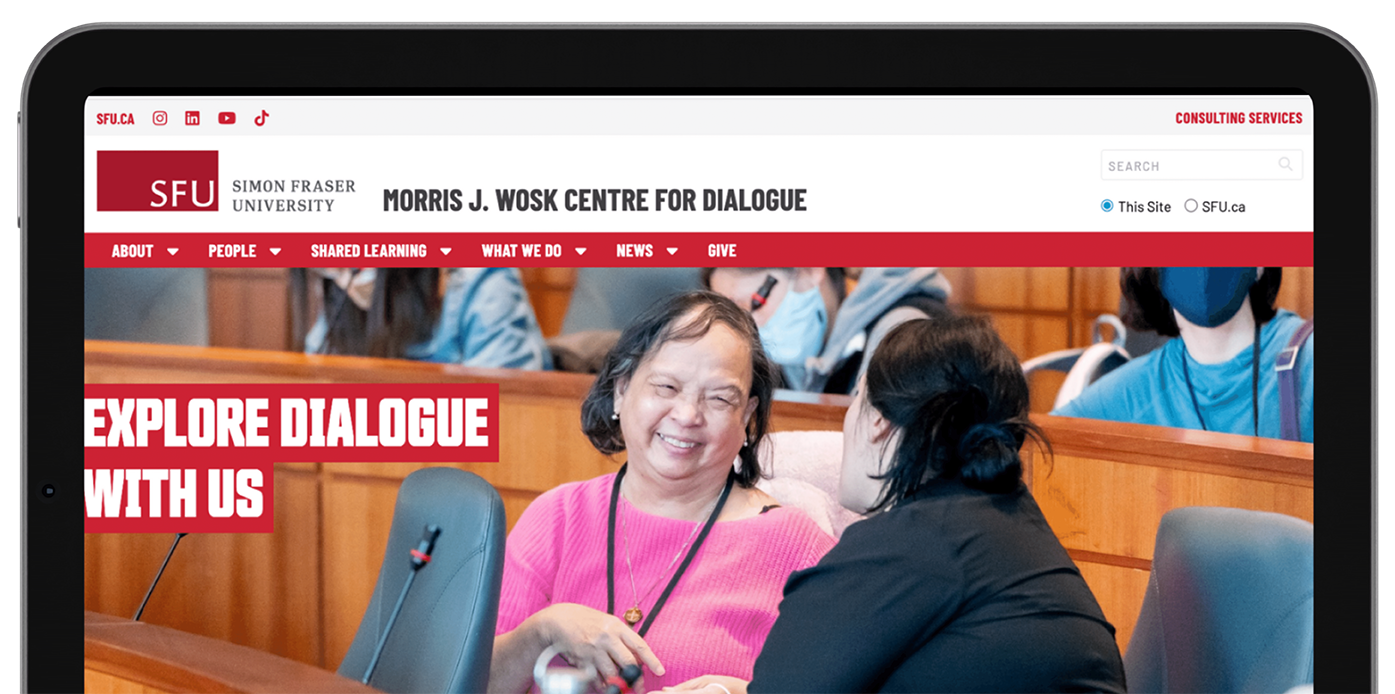 SFU.CA
CONSULTING SERVICES
SFU
SIMON FRASER
UNIVERSITY
MORRIS J. WOSK CENTRE FOR DIALOGUE
SEARCH
This Site SFU.ca
ABOUT PEOPLE SHARED LEARNING WHAT WE DO NEWS GIVE
EXPLORE DIALOGUE
WITH US